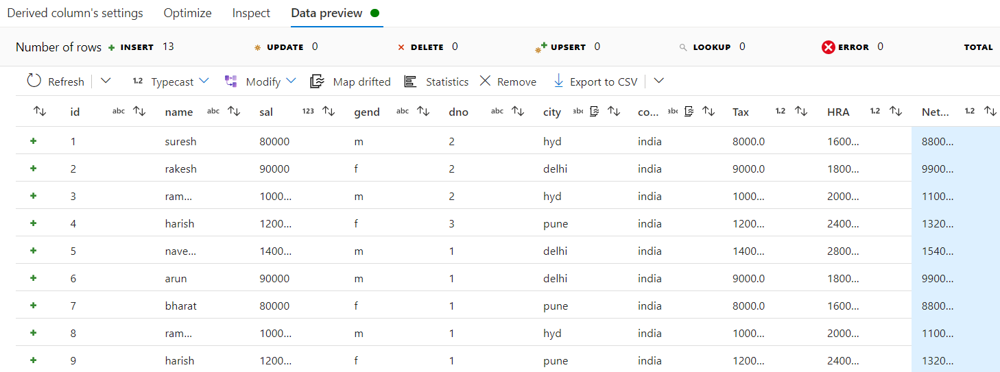 Derived column's settings Optimize Inspect Data preview
Number of rows INSERT 13 UPDATE 0 DELETE 0 UPSERT 0 LOOKUP 0 ERROR 0 TOTAL
Refresh 1.2 Typecast Modify Map drifted Statistics Remove Export to CSV
id abc name abc sal 123 gend abc dno abc city abc co... abc Tax 1.2 HRA 1.2 Net... 1.2
1 suresh 80000 m 2 hyd india 8000.0 1600... 8800...
2 rakesh 90000 f 2 delhi india 9000.0 1800... 9900...
3 ram... 1000... m 2 hyd india 1000... 2000... 1100...
4 harish 1200... f 3 pune india 1200... 2400... 1320...
5 nave... 1400... m 1 delhi india 1400... 2800... 1540...
6 arun 90000 m 1 delhi india 9000.0 1800... 9900...
7 bharat 80000 f 1 pune india 8000.0 1600... 8800...
8 ram... 1000... m 1 hyd india 1000... 2000... 1100...
9 harish 1200... f 1 pune india 1200... 2400... 1320...